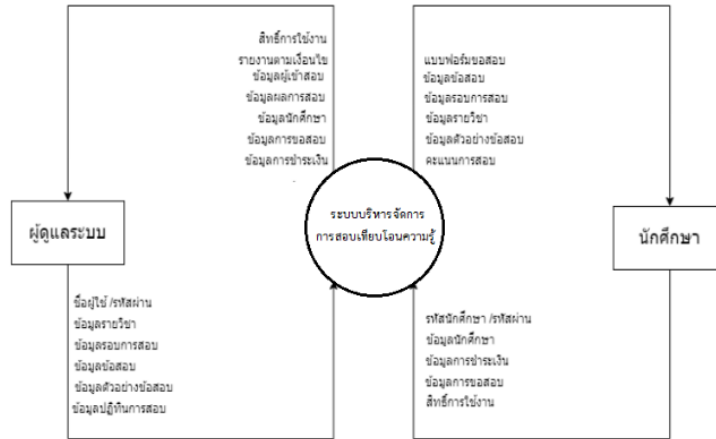 สิทธิ์การใช้งาน
รายงานตามเงื่อนไข
ข้อมูลผู้เข้าสอบ
ข้อมูลผลการสอบ
ข้อมูลนักศึกษา
ข้อมูลการขอสอบ
ข้อมูลการชำระเงิน
แบบฟอร์มขอสอบ
ข้อมูลข้อสอบ
ข้อมูลรอบการสอบ
ข้อมูลรายวิชา
ข้อมูลตัวอย่างข้อสอบ
คะแนนการสอบ
ผู้ดูแลระบบ
ระบบบริหารจัดการ
การสอบเทียบโอนความรู้
นักศึกษา
ชื่อผู้ใช้ /รหัสผ่าน
ข้อมูลรายวิชา
ข้อมูลรอบการสอบ
ข้อมูลข้อสอบ
ข้อมูลตัวอย่างข้อสอบ
ข้อมูลปฏิทินการสอบ
รหัสนักศึกษา /รหัสผ่าน
ข้อมูลนักศึกษา
ข้อมูลการชำระเงิน
ข้อมูลการขอสอบ
สิทธิ์การใช้งาน